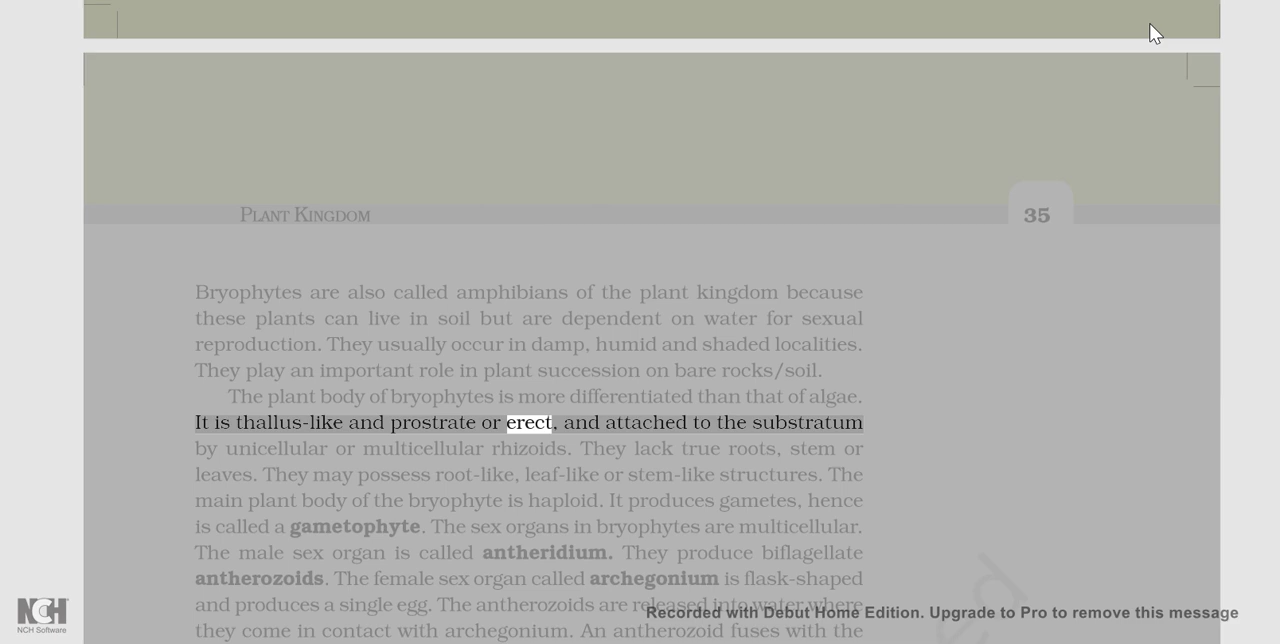 PLANT KINGDOM
35
Bryophytes are also called amphibians of the plant kingdom because
these plants can live in soil but are dependent on water for sexual
reproduction. They usually occur in damp, humid and shaded localities.
They play an important role in plant succession on bare rocks/soil.
The plant body of bryophytes is more differentiated than that of algae.
It is thallus-like and prostrate or erect, and attached to the substratum
by unicellular or multicellular rhizoids. They lack true roots, stem or
leaves. They may possess root-like, leaf-like or stem-like structures. The
main plant body of the bryophyte is haploid. It produces gametes, hence
is called a gametophyte. The sex organs in bryophytes are multicellular.
The male sex organ is called antheridium. They produce biflagellate
antherozoids. The female sex organ called archegonium is flask-shaped
and produces a single egg. The antherozoids are released into water where
they come in contact with archegonium. An antherozoid fuses with the
ed
NCH
NCH Software
Recorded with Debut Home Edition. Upgrade to Pro to remove this message